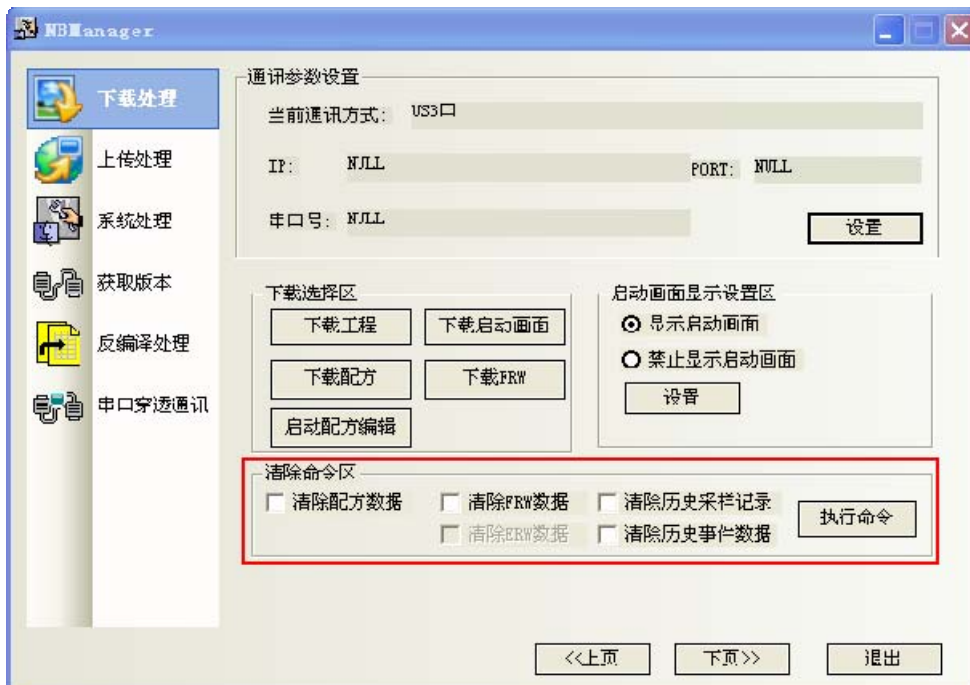 NBManager
下载处理
上传处理
系统处理
获取版本
反编译处理
串口穿透通讯
通讯参数设置
当前通讯方式: USB口
IP: NULL PORT: NULL
串口号: NULL
设置
下载选择区
下载工程 下载启动画面
下载配方 下载FRW
启动配方编辑
启动画面显示设置区
显示启动画面
禁止显示启动画面
设置
清除命令区
清除配方数据 清除FRW数据 清除历史采样记录
清除ERW数据 清除历史事件数据
执行命令
<<上页 下页>> 退出